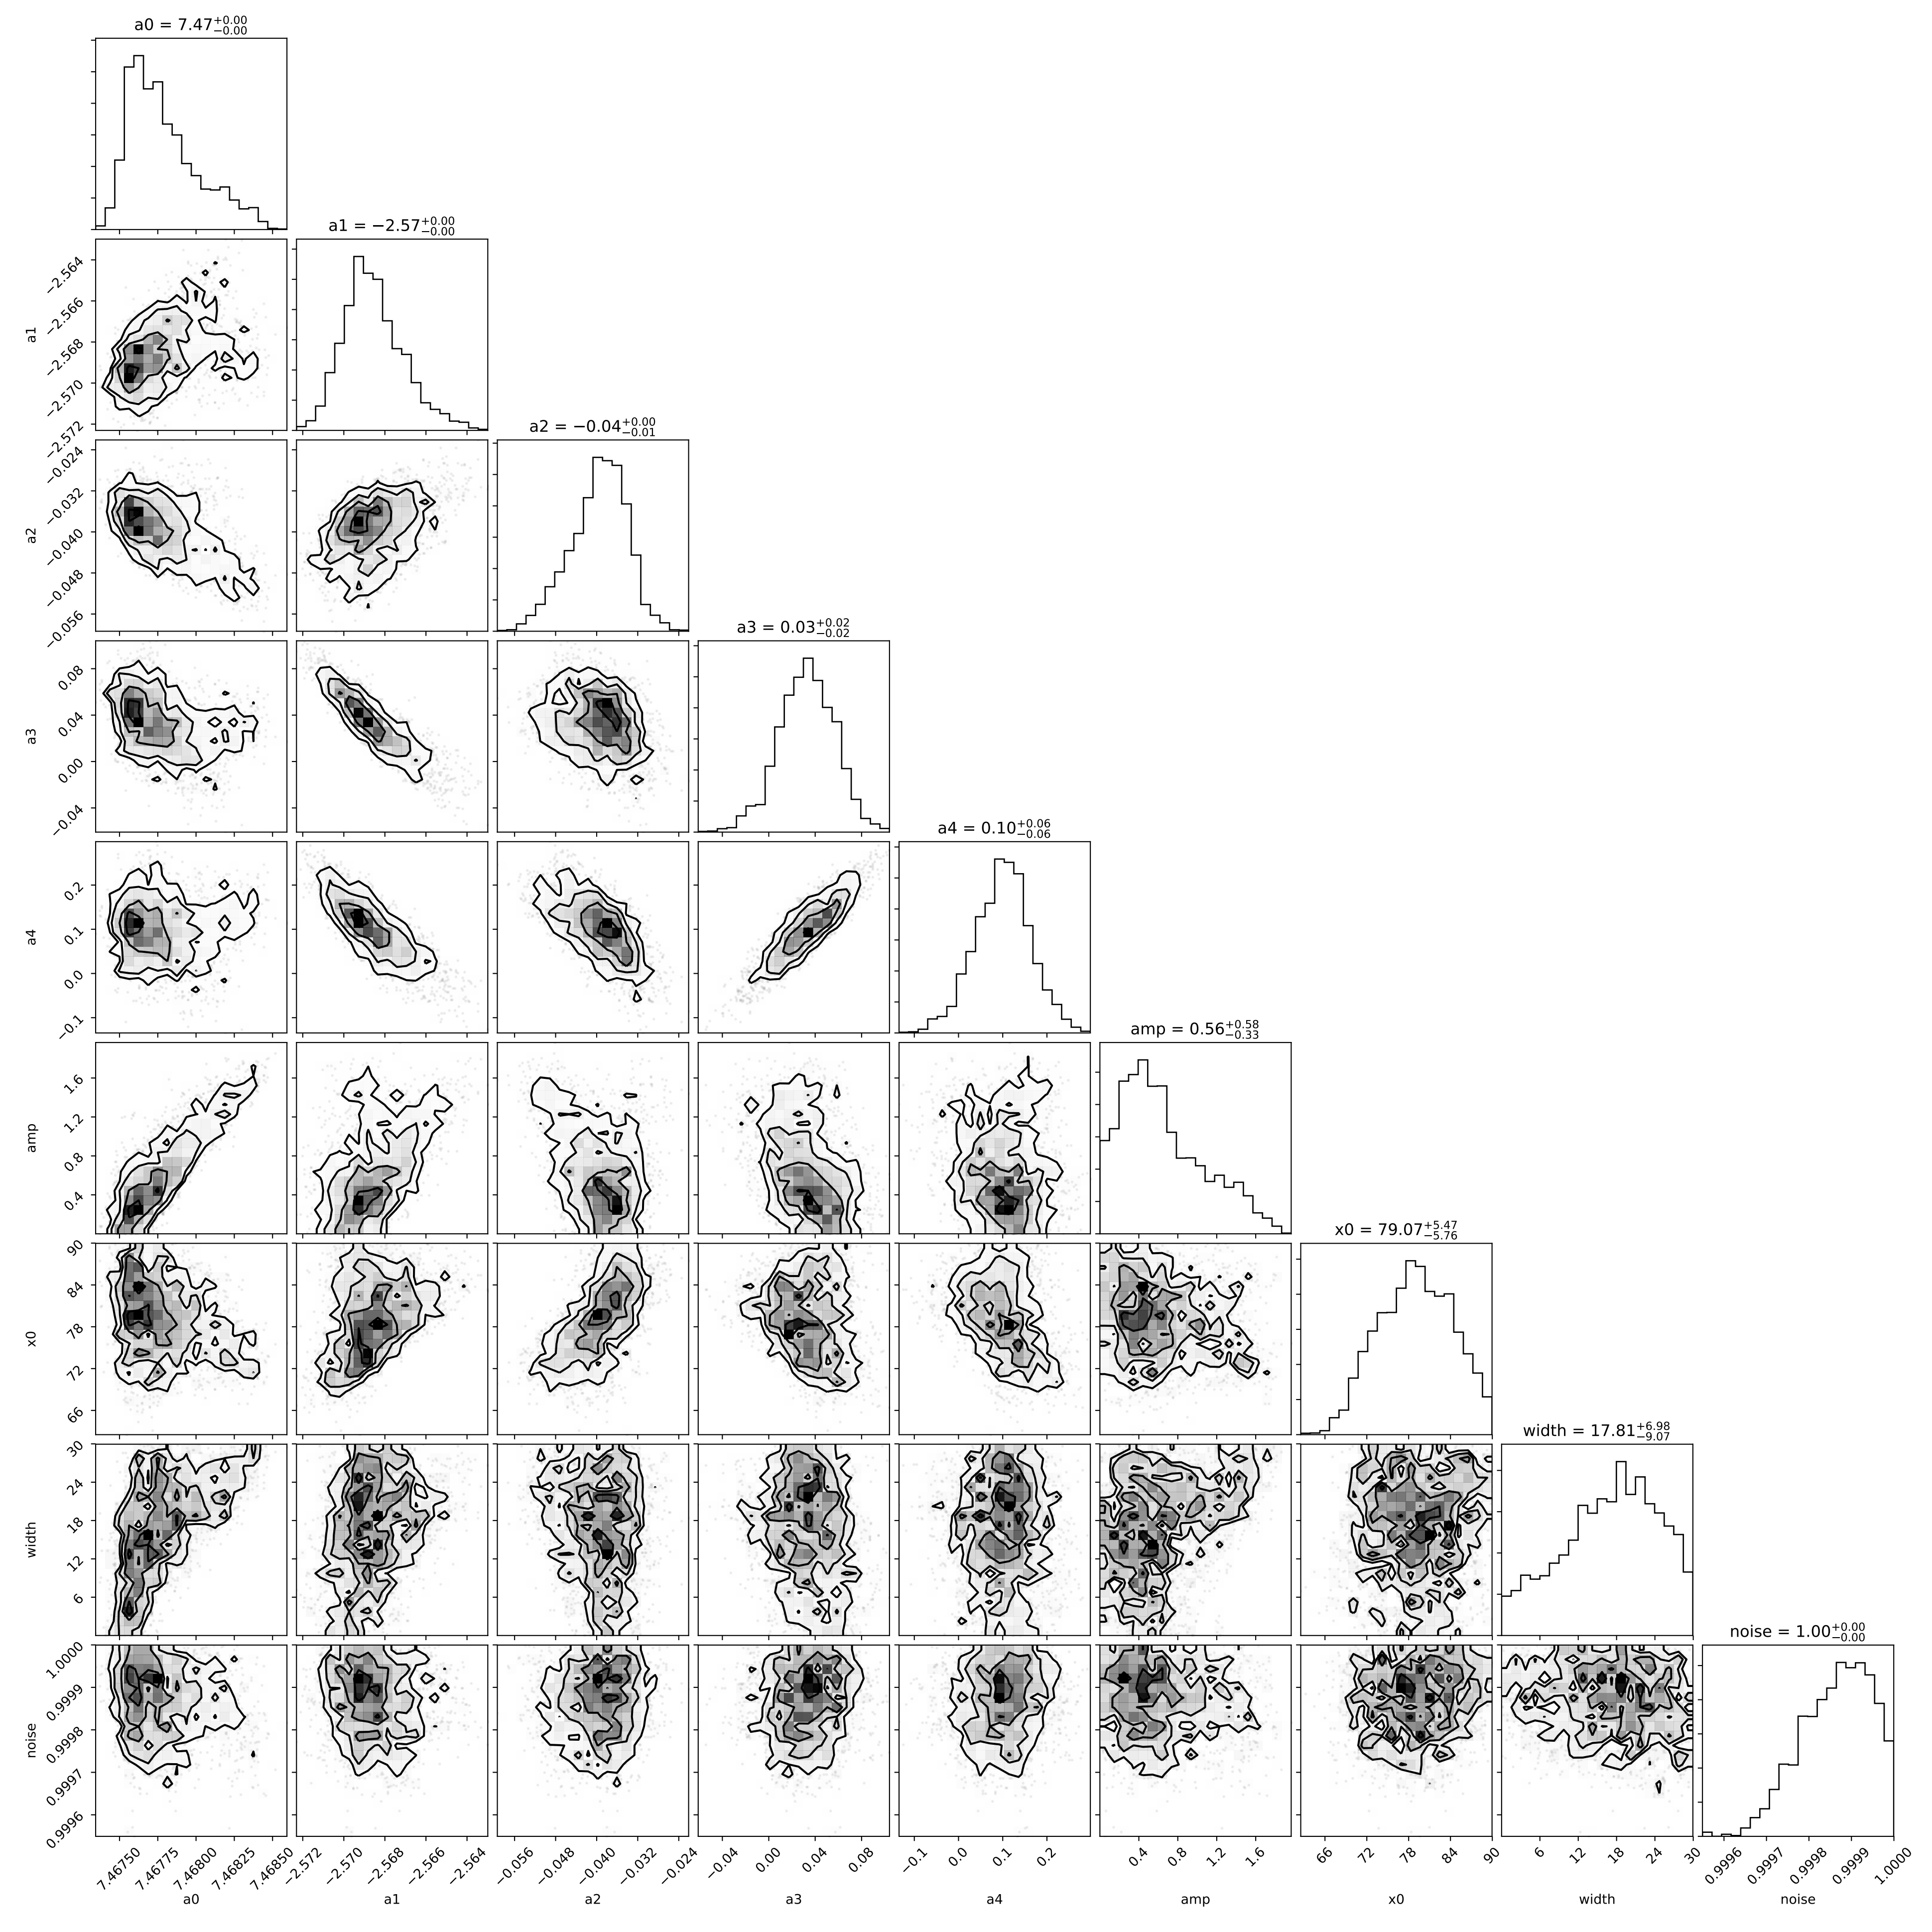 a0 = 7.47+0.00−0.00
a1 = −2.57+0.00−0.00
−2.564
−2.566
−2.568
−2.570
−2.572
a1
a2 = −0.04+0.00−0.01
−0.024
−0.032
−0.040
−0.048
−0.056
a2
a3 = 0.03+0.02−0.02
0.08
0.04
0.00
−0.04
a3
a4 = 0.10+0.06−0.06
0.2
0.1
0.0
−0.1
a4
amp = 0.56+0.58−0.33
1.6
1.2
0.8
0.4
amp
x0 = 79.07+5.47−5.76
90
84
78
72
66
x0
width = 17.81+6.98−9.07
30
24
18
12
6
width
noise = 1.00+0.00−0.00
1.0000
0.9999
0.9998
0.9997
0.9996
noise
7.46750 7.46775 7.46800 7.46825 7.46850 −2.572 −2.570 −2.568 −2.566 −2.564 −0.056 −0.048 −0.040 −0.032 −0.024 −0.04 0.00 0.04 0.08 −0.1 0.0 0.1 0.2 0.4 0.8 1.2 1.6 66 72 78 84 90 6 12 18 24 30 0.9996 0.9997 0.9998 0.9999 1.0000
a0 a1 a2 a3 a4 amp x0 width noise